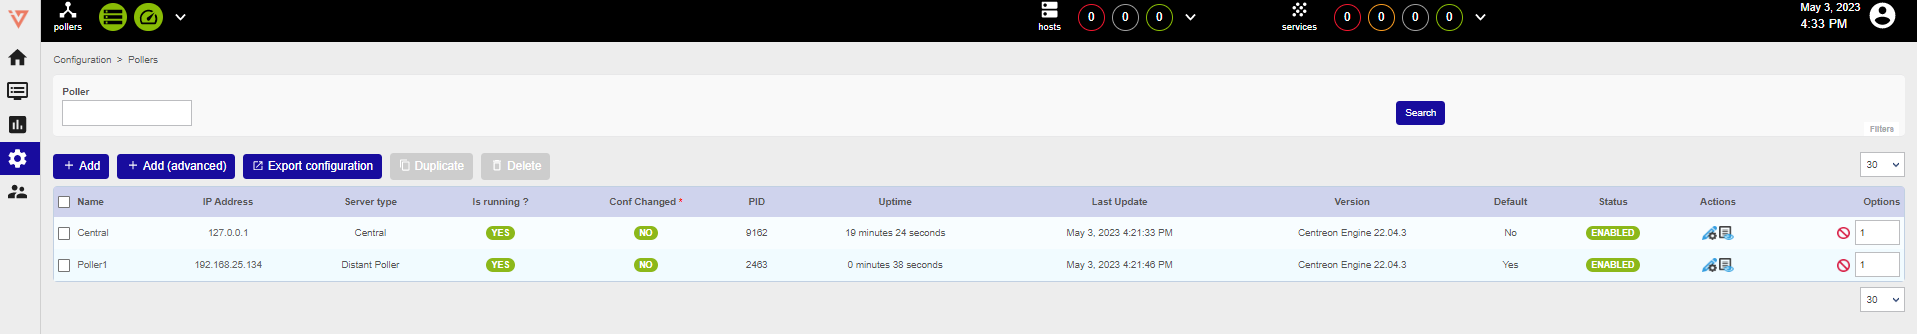 pollers
hosts 0 0 0
services 0 0 0 0
May 3, 2023
4:33 PM
Configuration > Pollers
Poller
Search
Filters
+ Add
+ Add (advanced)
Export configuration
Duplicate
Delete
30
Name IP Address Server type Is running ? Conf Changed * PID Uptime Last Update Version Default Status Actions Options
Central 127.0.0.1 Central YES NO 9162 19 minutes 24 seconds May 3, 2023 4:21:33 PM Centreon Engine 22.04.3 No ENABLED 1
Poller1 192.168.25.134 Distant Poller YES NO 2463 0 minutes 38 seconds May 3, 2023 4:21:46 PM Centreon Engine 22.04.3 Yes ENABLED 1
30